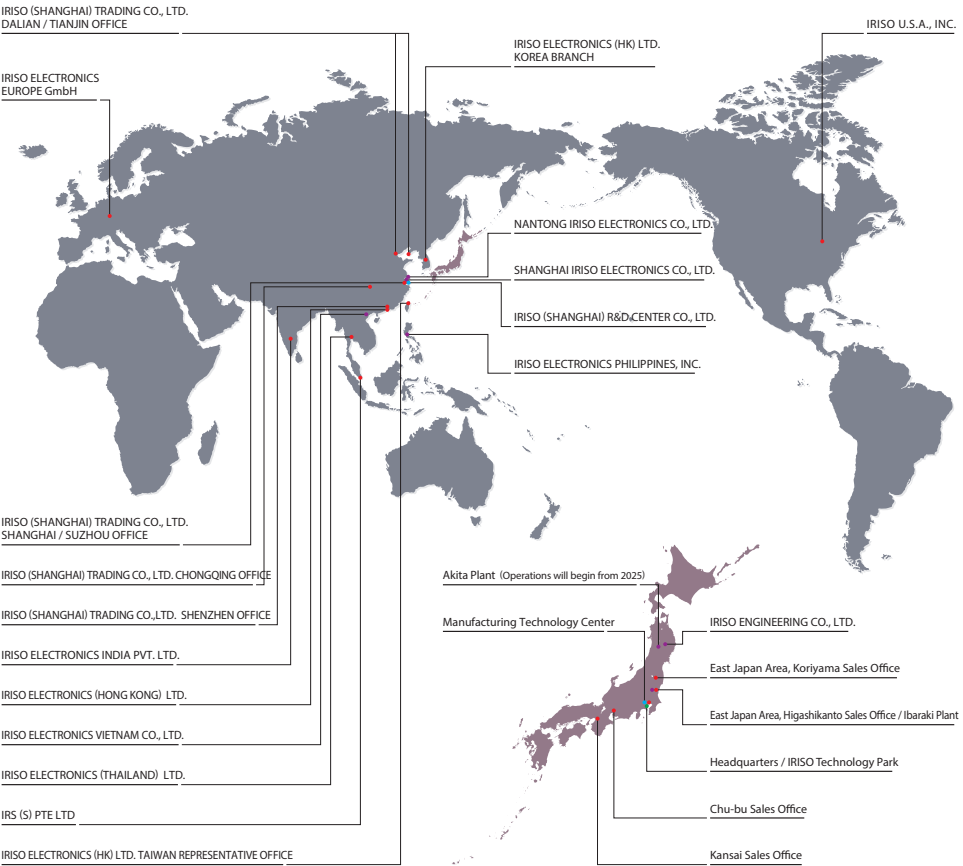 IRISO (SHANGHAI) TRADING CO., LTD.
DALIAN / TIANJIN OFFICE
IRISO U.S.A., INC.
IRISO ELECTRONICS (HK) LTD.
KOREA BRANCH
IRISO ELECTRONICS
EUROPE GmbH
NANTONG IRISO ELECTRONICS CO., LTD.
SHANGHAI IRISO ELECTRONICS CO., LTD.
IRISO (SHANGHAI) R&D CENTER CO., LTD.
IRISO ELECTRONICS PHILIPPINES, INC.
IRISO (SHANGHAI) TRADING CO., LTD.
SHANGHAI / SUZHOU OFFICE
IRISO (SHANGHAI) TRADING CO., LTD. CHONGQING OFFICE
IRISO (SHANGHAI) TRADING CO.,LTD. SHENZHEN OFFICE
IRISO ELECTRONICS INDIA PVT. LTD.
IRISO ELECTRONICS (HONG KONG) LTD.
IRISO ELECTRONICS VIETNAM CO., LTD.
IRISO ELECTRONICS (THAILAND) LTD.
IRS (S) PTE LTD
IRISO ELECTRONICS (HK) LTD. TAIWAN REPRESENTATIVE OFFICE
Akita Plant (Operations will begin from 2025)
Manufacturing Technology Center
IRISO ENGINEERING CO., LTD.
East Japan Area, Koriyama Sales Office
East Japan Area, Higashikanto Sales Office / Ibaraki Plant
Headquarters / IRISO Technology Park
Chu-bu Sales Office
Kansai Sales Office